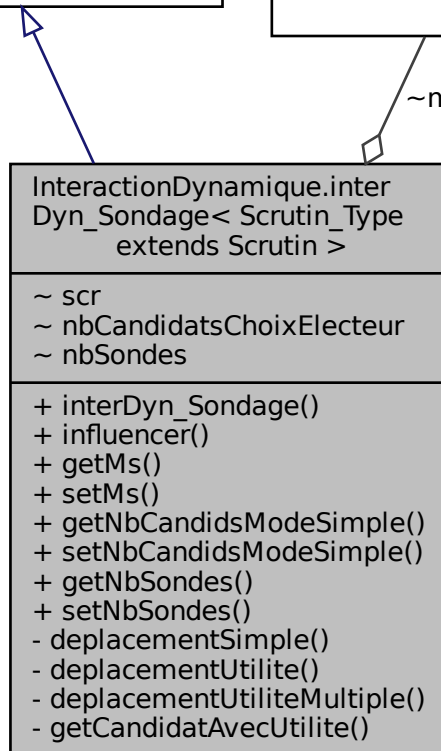 ~n
InteractionDynamique.inter
Dyn_Sondage< Scrutin_Type
extends Scrutin >
~ scr
~ nbCandidatsChoixElecteur
~ nbSondes
+ interDyn_Sondage()
+ influencer()
+ getMs()
+ setMs()
+ getNbCandidsModeSimple()
+ setNbCandidsModeSimple()
+ getNbSondes()
+ setNbSondes()
- deplacementSimple()
- deplacementUtilite()
- deplacementUtiliteMultiple()
- getCandidatAvecUtilite()